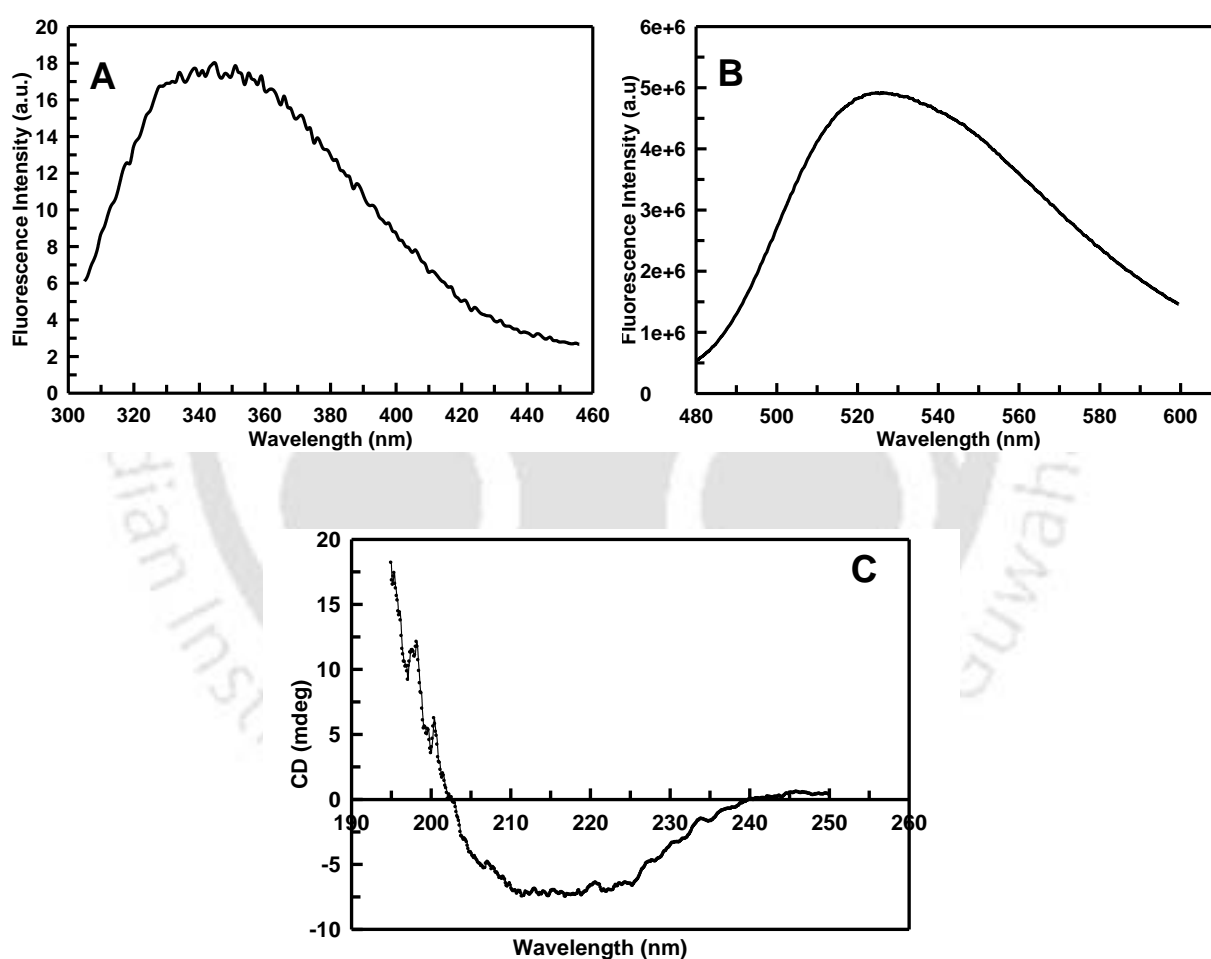 A
Fluorescence Intensity (a.u.)
20
18
16
14
12
10
8
6
4
2
0
300 320 340 360 380 400 420 440 460
Wavelength (nm)
B
Fluorescence Intensity (a.u)
6e+6
5e+6
4e+6
3e+6
2e+6
1e+6
0
480 500 520 540 560 580 600
Wavelength (nm)
C
CD (mdeg)
20
15
10
5
0
-5
-10
190 200 210 220 230 240 250 260
Wavelength (nm)
dian Ins
Guwah